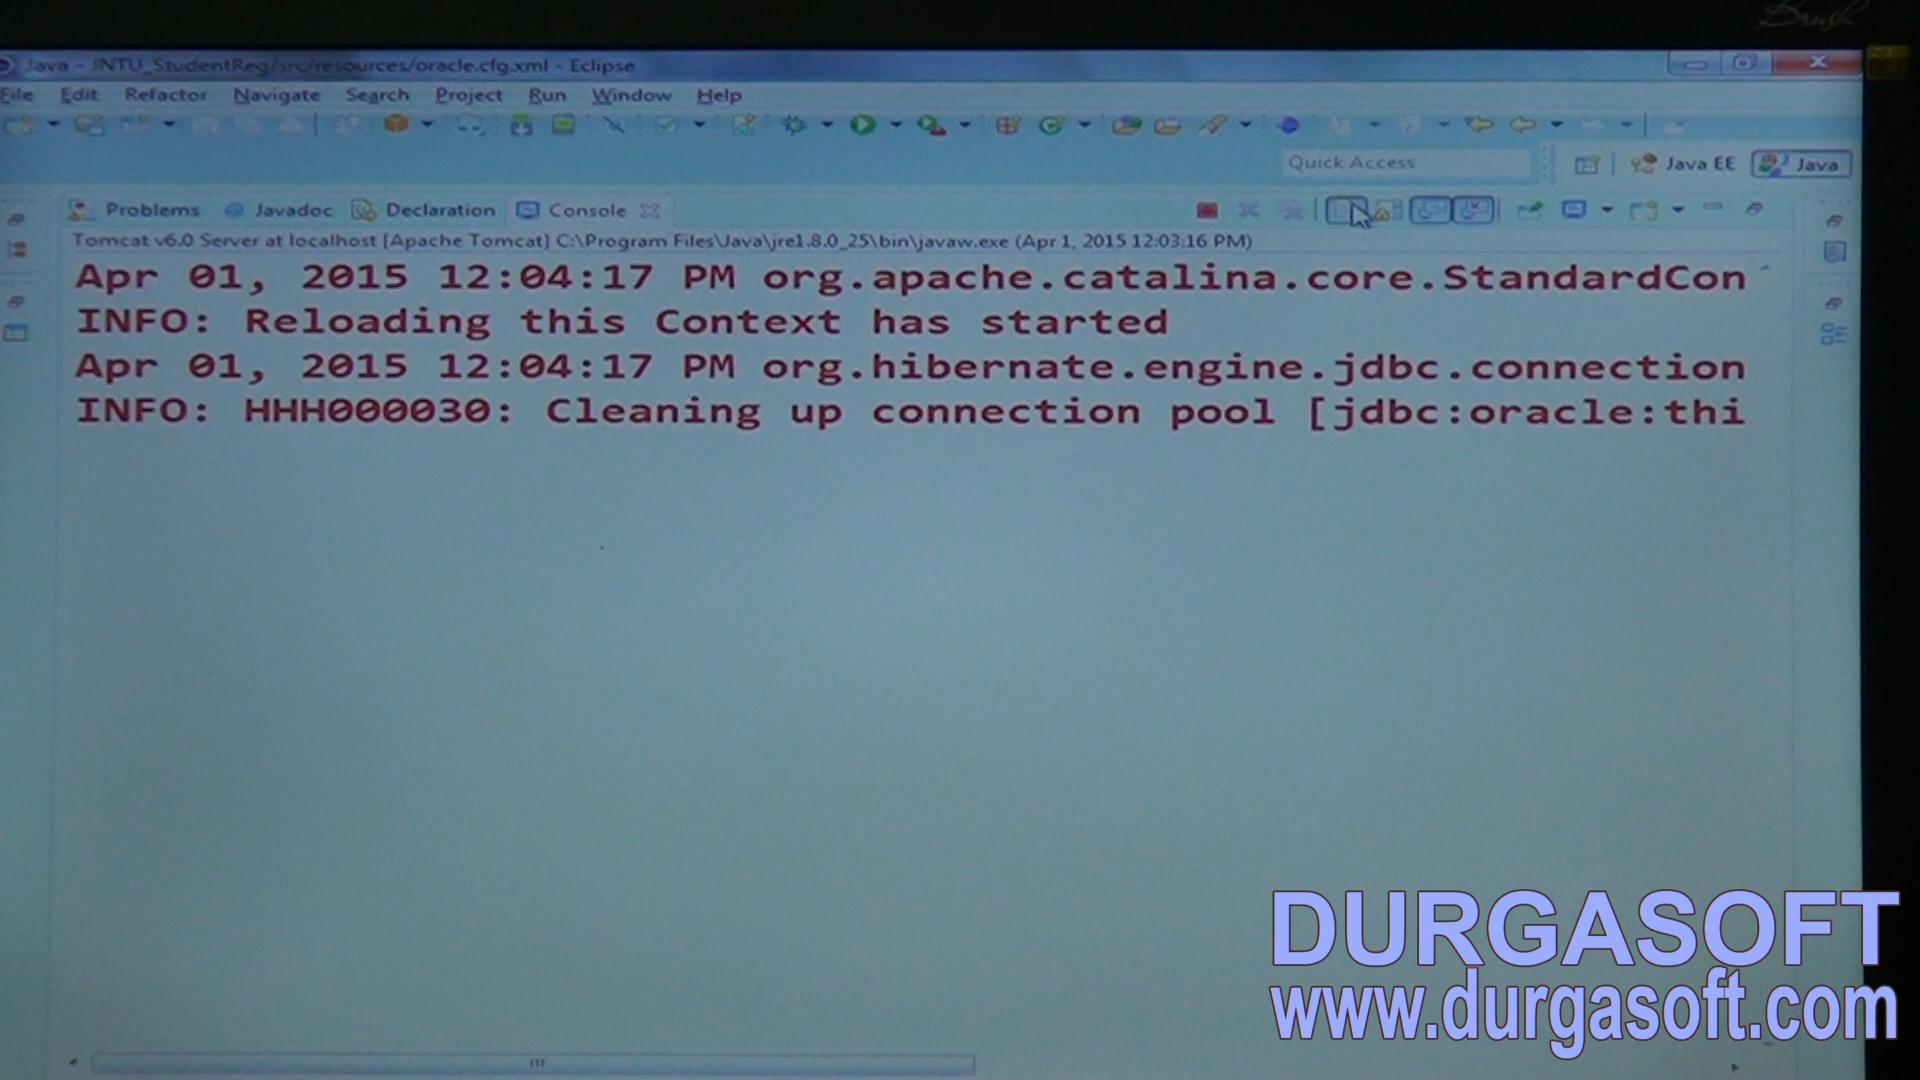 Brush
Java - JNTU_StudentReg/src/resources/oracle.cfg.xml - Eclipse
File Edit Refactor Navigate Search Project Run Window Help
Quick Access
Java EE
Java
Problems
Javadoc
Declaration
Console
Tomcat v6.0 Server at localhost [Apache Tomcat] C:\Program Files\Java\jre1.8.0_25\bin\javaw.exe (Apr 1, 2015 12:03:16 PM)
Apr 01, 2015 12:04:17 PM org.apache.catalina.core.StandardCon
INFO: Reloading this Context has started
Apr 01, 2015 12:04:17 PM org.hibernate.engine.jdbc.connection
INFO: HHH000030: Cleaning up connection pool [jdbc:oracle:thi
DURGASOFT
www.durgasoft.com